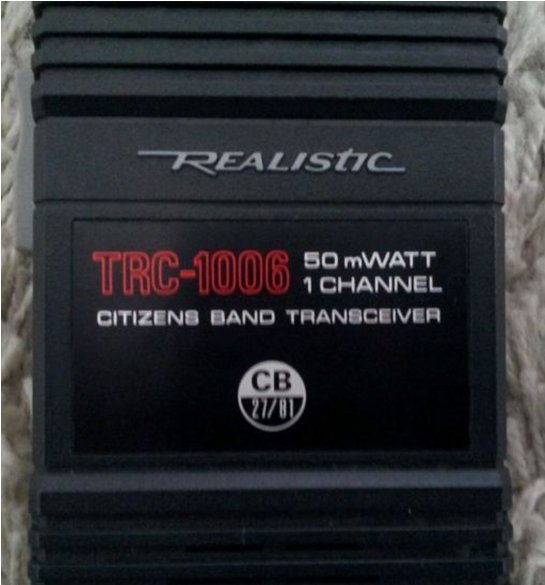 REALISTIC
TRC-1006 50 mWATT
1 CHANNEL
CITIZENS BAND TRANSCEIVER
CB
27/81